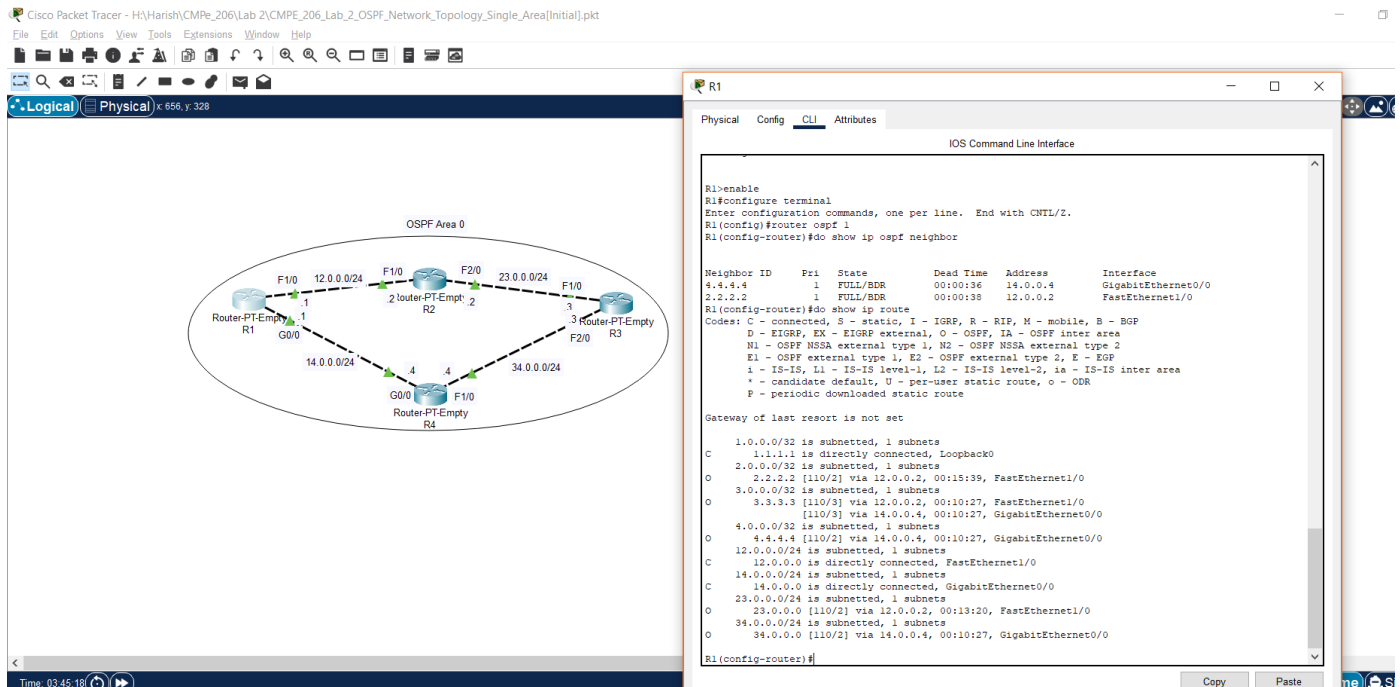 Cisco Packet Tracer - H:\Harish\CMPe_206\Lab 2\CMPE_206_Lab_2_OSPF_Network_Topology_Single_Area[Initial].pkt
File Edit Options View Tools Extensions Window Help
Logical Physical x: 656, y: 328
OSPF Area 0
F1/0 12.0.0.0/24 F1/0 F2/0 23.0.0.0/24 F1/0
.1 .2 Router-PT-Empty .2 .3
R2
Router-PT-Empty .1 .3 Router-PT-Empty
R1 R3
G0/0 F2/0
14.0.0.0/24 .4 .4 34.0.0.0/24
G0/0 F1/0
Router-PT-Empty
R4
Time: 03:45:18
R1
Physical Config CLI Attributes
IOS Command Line Interface
R1>enable
R1#configure terminal
Enter configuration commands, one per line. End with CNTL/Z.
R1(config)#router ospf 1
R1(config-router)#do show ip ospf neighbor
Neighbor ID Pri State Dead Time Address Interface
4.4.4.4 1 FULL/BDR 00:00:36 14.0.0.4 GigabitEthernet0/0
2.2.2.2 1 FULL/BDR 00:00:38 12.0.0.2 FastEthernet1/0
R1(config-router)#do show ip route
Codes: C - connected, S - static, I - IGRP, R - RIP, M - mobile, B - BGP
D - EIGRP, EX - EIGRP external, O - OSPF, IA - OSPF inter area
N1 - OSPF NSSA external type 1, N2 - OSPF NSSA external type 2
E1 - OSPF external type 1, E2 - OSPF external type 2, E - EGP
i - IS-IS, L1 - IS-IS level-1, L2 - IS-IS level-2, ia - IS-IS inter area
* - candidate default, U - per-user static route, o - ODR
P - periodic downloaded static route
Gateway of last resort is not set
1.0.0.0/32 is subnetted, 1 subnets
C 1.1.1.1 is directly connected, Loopback0
2.0.0.0/32 is subnetted, 1 subnets
O 2.2.2.2 [110/2] via 12.0.0.2, 00:15:39, FastEthernet1/0
3.0.0.0/32 is subnetted, 1 subnets
O 3.3.3.3 [110/3] via 12.0.0.2, 00:10:27, FastEthernet1/0
[110/3] via 14.0.0.4, 00:10:27, GigabitEthernet0/0
4.0.0.0/32 is subnetted, 1 subnets
O 4.4.4.4 [110/2] via 14.0.0.4, 00:10:27, GigabitEthernet0/0
12.0.0.0/24 is subnetted, 1 subnets
C 12.0.0.0 is directly connected, FastEthernet1/0
14.0.0.0/24 is subnetted, 1 subnets
C 14.0.0.0 is directly connected, GigabitEthernet0/0
23.0.0.0/24 is subnetted, 1 subnets
O 23.0.0.0 [110/2] via 12.0.0.2, 00:13:20, FastEthernet1/0
34.0.0.0/24 is subnetted, 1 subnets
O 34.0.0.0 [110/2] via 14.0.0.4, 00:10:27, GigabitEthernet0/0
R1(config-router)#
Copy Paste